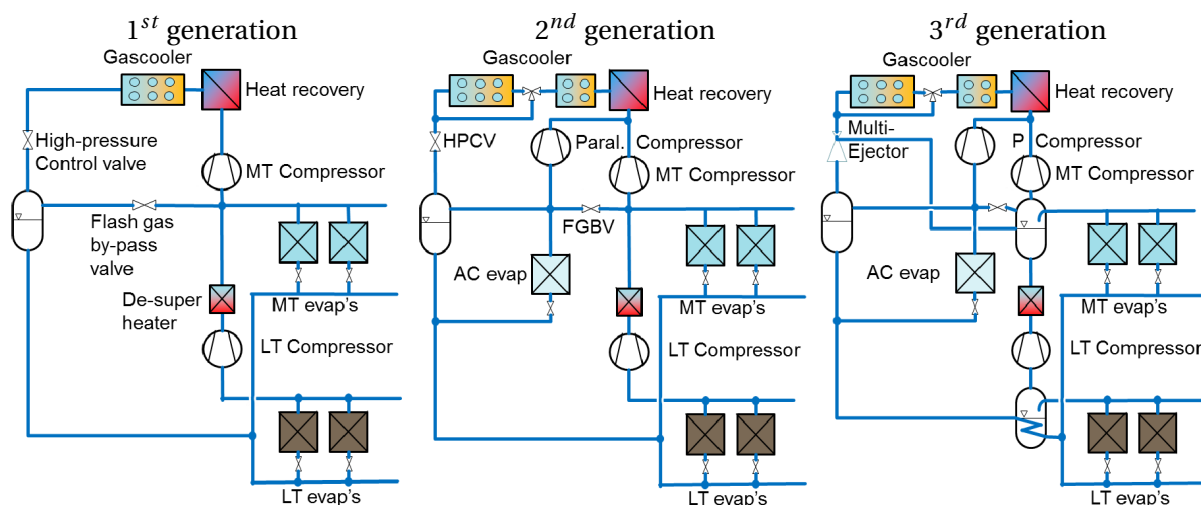 1st generation
Gascooler
Heat recovery
High-pressure
Control valve
MT Compressor
Flash gas
by-pass
valve
De-super
heater
MT evap's
LT Compressor
LT evap's
2nd generation
Gascooler
Heat recovery
HPCV
Paral. Compressor
MT Compressor
FGBV
AC evap
MT evap's
LT Compressor
LT evap's
3rd generation
Gascooler
Heat recovery
Multi-
Ejector
P Compressor
MT Compressor
AC evap
MT evap's
LT Compressor
LT evap's